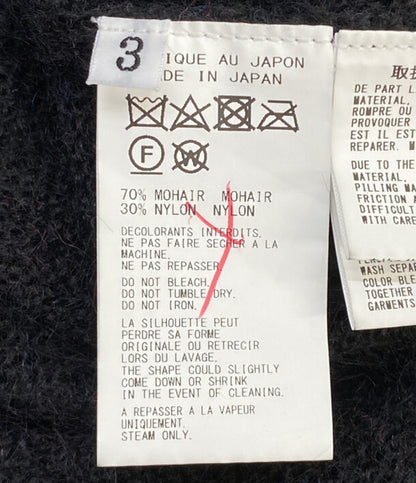 3
IQUE AU JAPON
DE IN JAPAN
F
W
70% MOHAIR MOHAIR
30% NYLON NYLON
DECOLORANTS INTERDITS.
NE PAS FAIRE SECHER A LA
MACHINE.
NE PAS REPASSER
DO NOT BLEACH.
DO NOT TUMBLE DRY.
DO NOT IRON.
LA SILHOUETTE PEUT
PERDRE SA FORME
ORIGINALE OU RETRECIR
LORS DU LAVAGE.
THE SHAPE COULD SLIGHTLY
COME DOWN OR SHRINK
IN THE EVENT OF CLEANING.
A REPASSER A LA VAPEUR
UNIQUEMENT.
STEAM ONLY.
取扱
DE PART L
MATERIAL,
ROMPRE OU
PROVOQUER
EST IL EST
REPARER. M
DUE TO THE
MATERIAL,
PILLING MA
FRICTION A
DIFFICULT
WITH CARE
WASH SEPAR
COLOR BLE
TOGETHER
GARMENTS